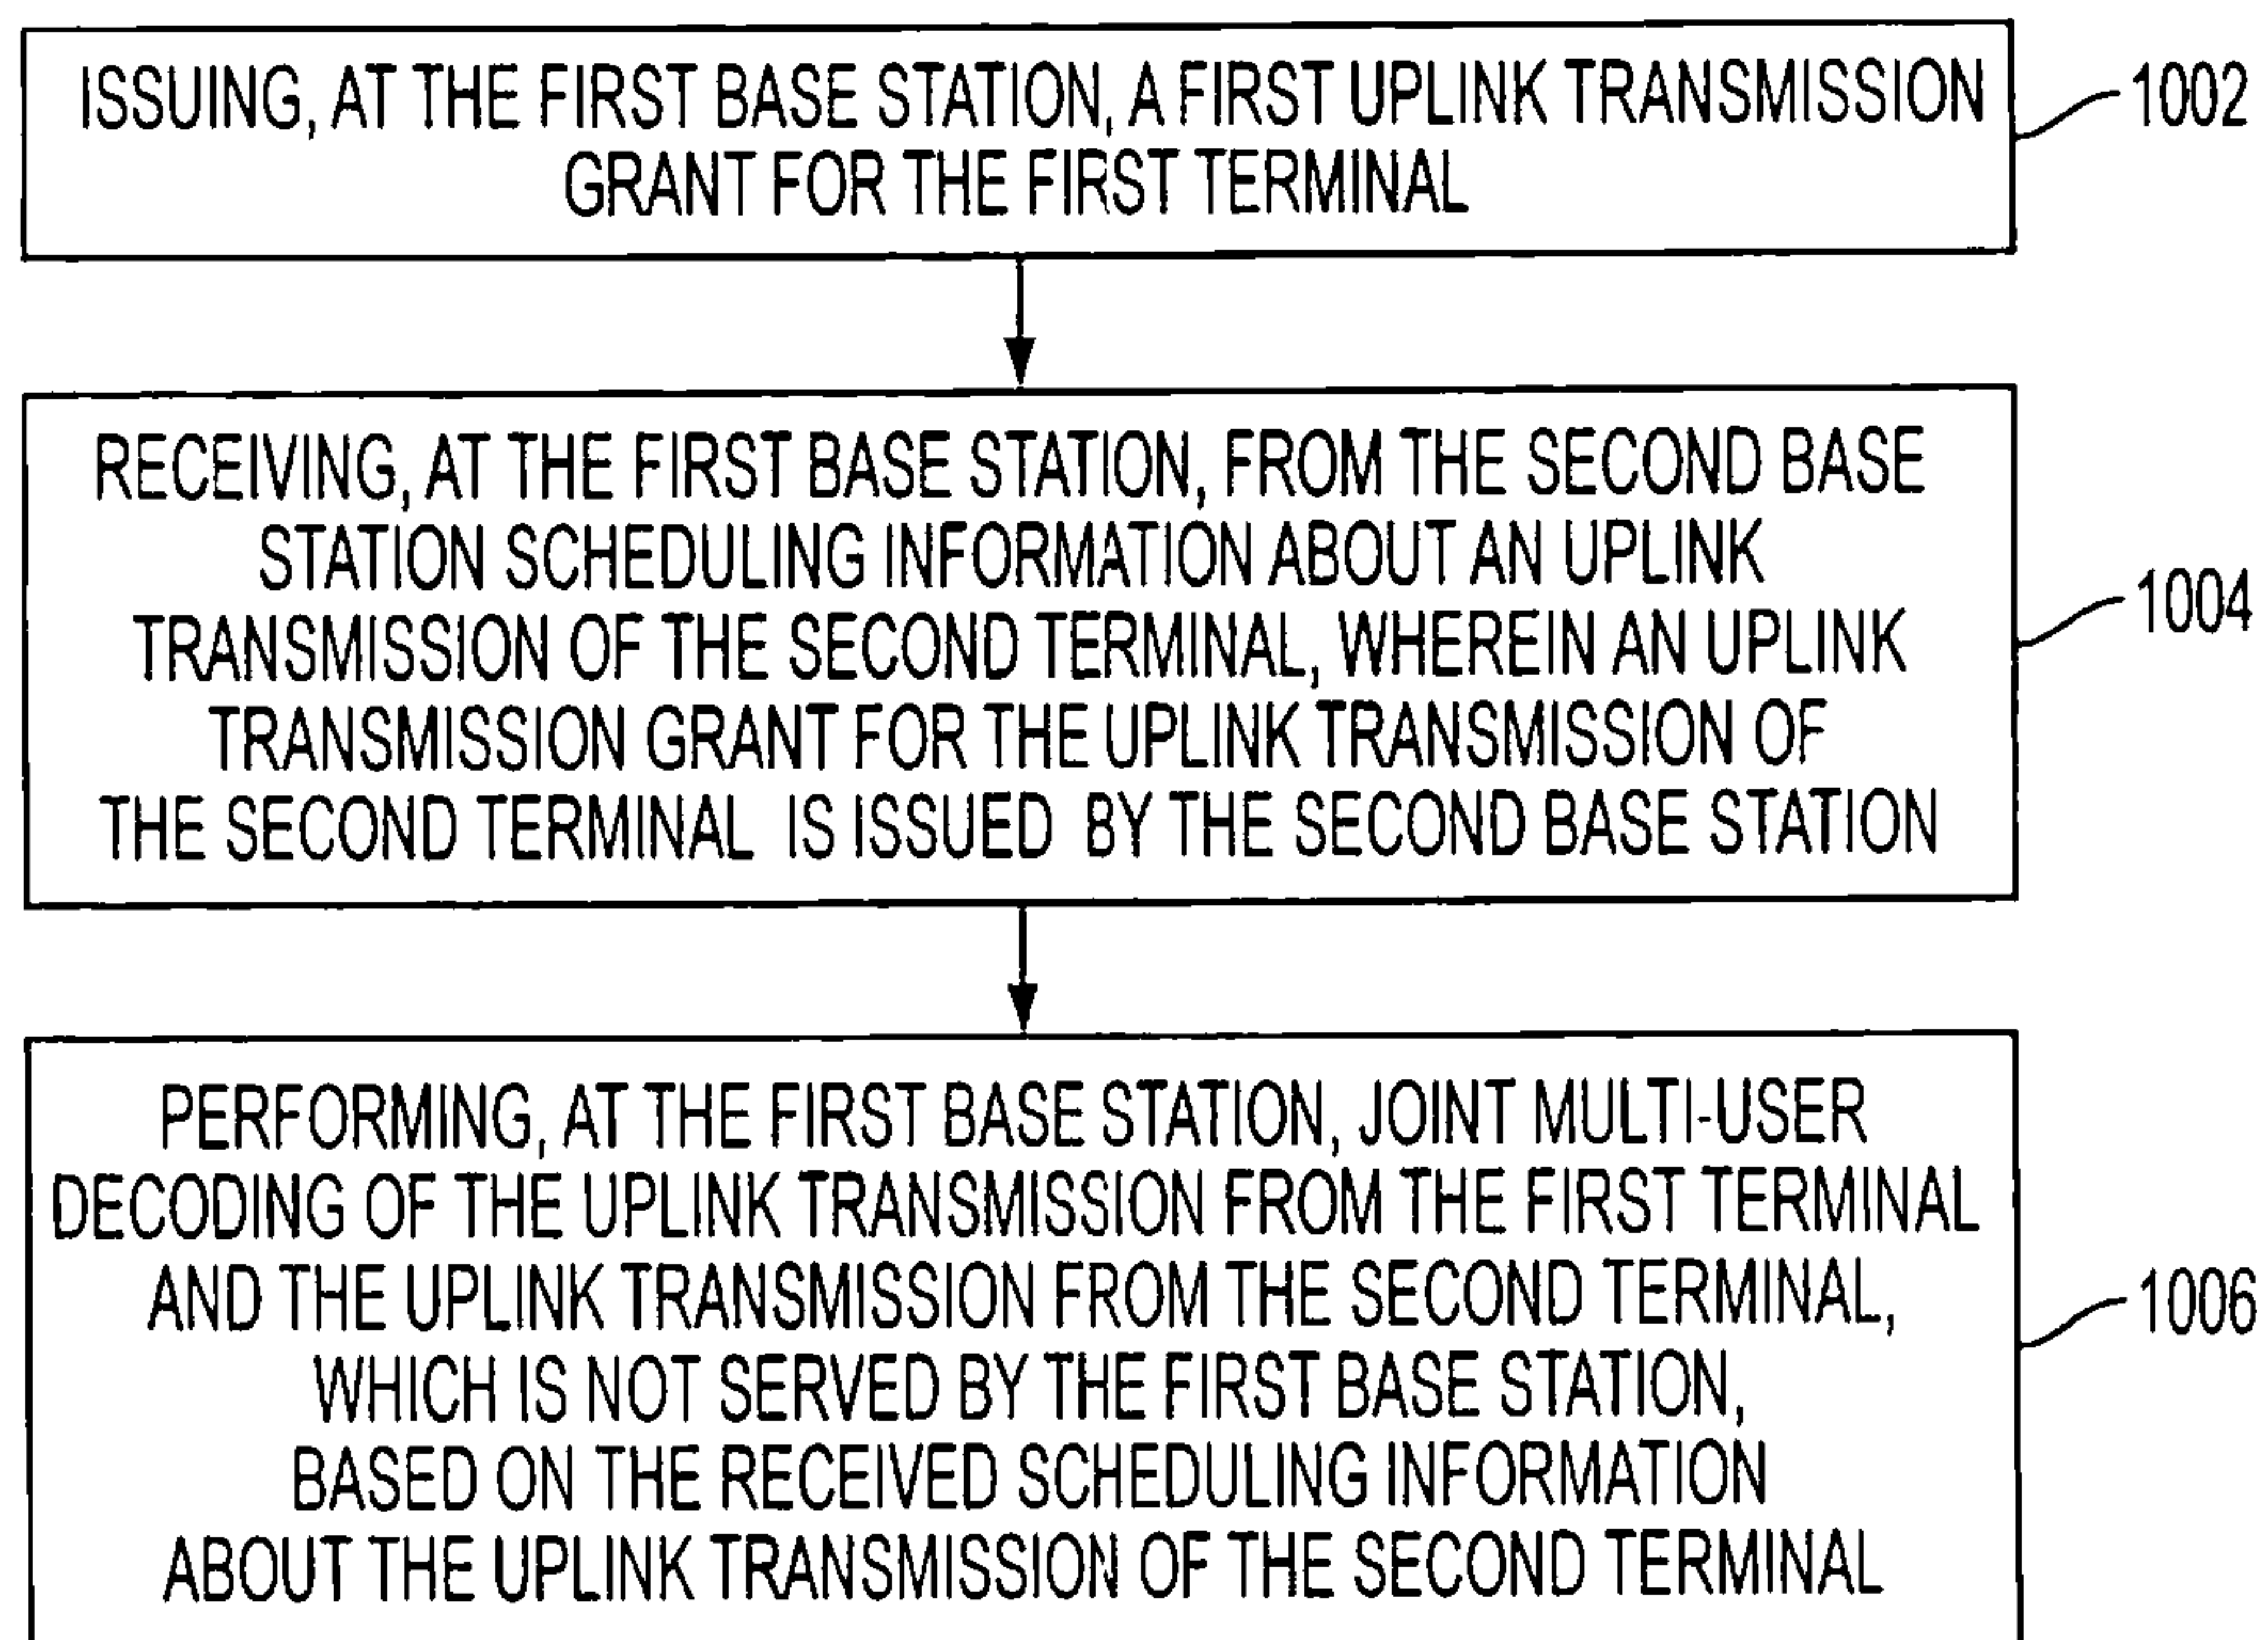 ISSUING, AT THE FIRST BASE STATION, A FIRST UPLINK TRANSMISSION
GRANT FOR THE FIRST TERMINAL
1002
RECEIVING, AT THE FIRST BASE STATION, FROM THE SECOND BASE
STATION SCHEDULING INFORMATION ABOUT AN UPLINK
TRANSMISSION OF THE SECOND TERMINAL, WHEREIN AN UPLINK
TRANSMISSION GRANT FOR THE UPLINK TRANSMISSION OF
THE SECOND TERMINAL IS ISSUED BY THE SECOND BASE STATION
1004
PERFORMING, AT THE FIRST BASE STATION, JOINT MULTI-USER
DECODING OF THE UPLINK TRANSMISSION FROM THE FIRST TERMINAL
AND THE UPLINK TRANSMISSION FROM THE SECOND TERMINAL,
WHICH IS NOT SERVED BY THE FIRST BASE STATION,
BASED ON THE RECEIVED SCHEDULING INFORMATION
ABOUT THE UPLINK TRANSMISSION OF THE SECOND TERMINAL
1006